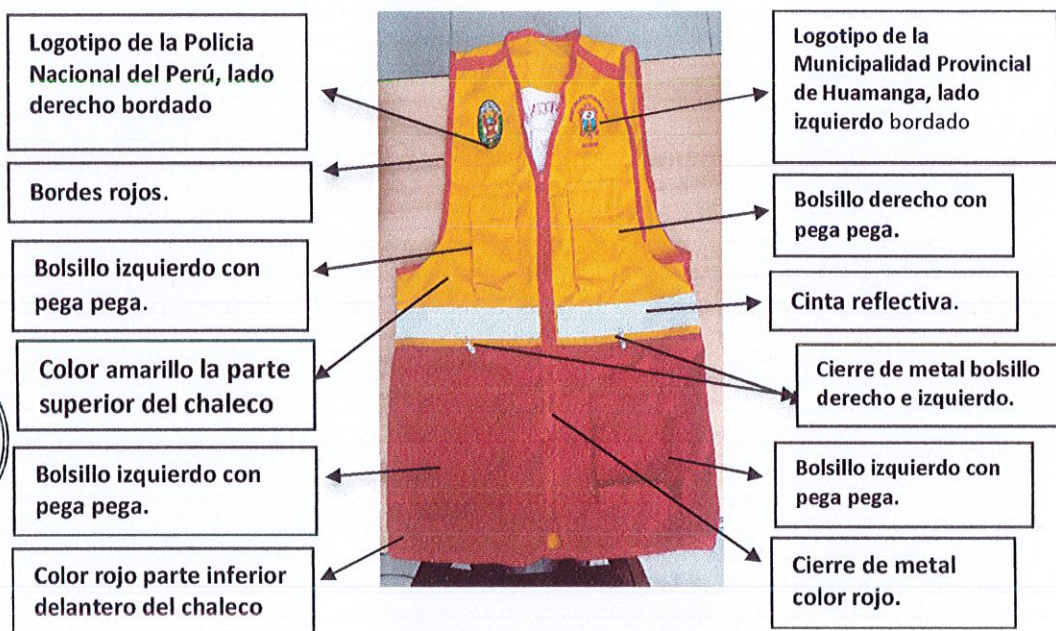 Logotipo de la Policia
Nacional del Perú, lado
derecho bordado
Bordes rojos.
Bolsillo izquierdo con
pega pega.
Color amarillo la parte
superior del chaleco
Bolsillo izquierdo con
pega pega.
Color rojo parte inferior
delantero del chaleco
Logotipo de la
Municipalidad Provincial
de Huamanga, lado
izquierdo bordado
Bolsillo derecho con
pega pega.
Cinta reflectiva.
Cierre de metal bolsillo
derecho e izquierdo.
Bolsillo izquierdo con
pega pega.
Cierre de metal
color rojo.